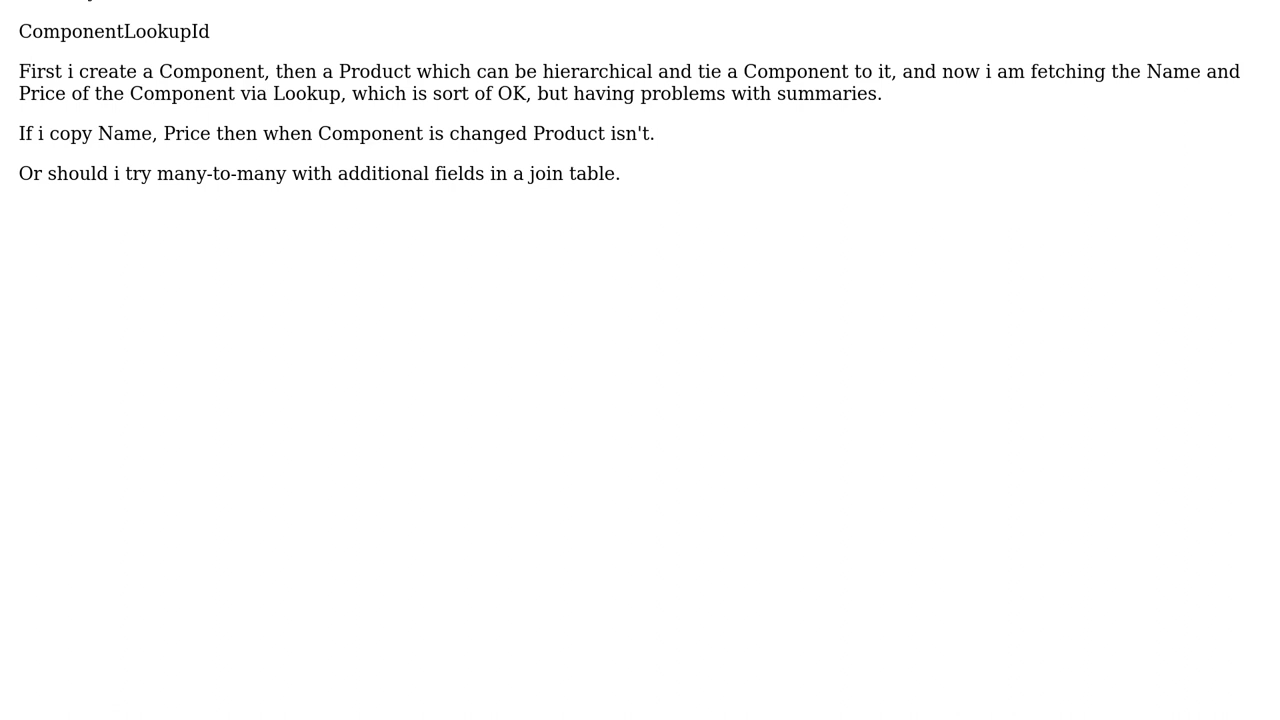 ComponentLookupId
First i create a Component, then a Product which can be hierarchical and tie a Component to it, and now i am fetching the Name and
Price of the Component via Lookup, which is sort of OK, but having problems with summaries.
If i copy Name, Price then when Component is changed Product isn't.
Or should i try many-to-many with additional fields in a join table.